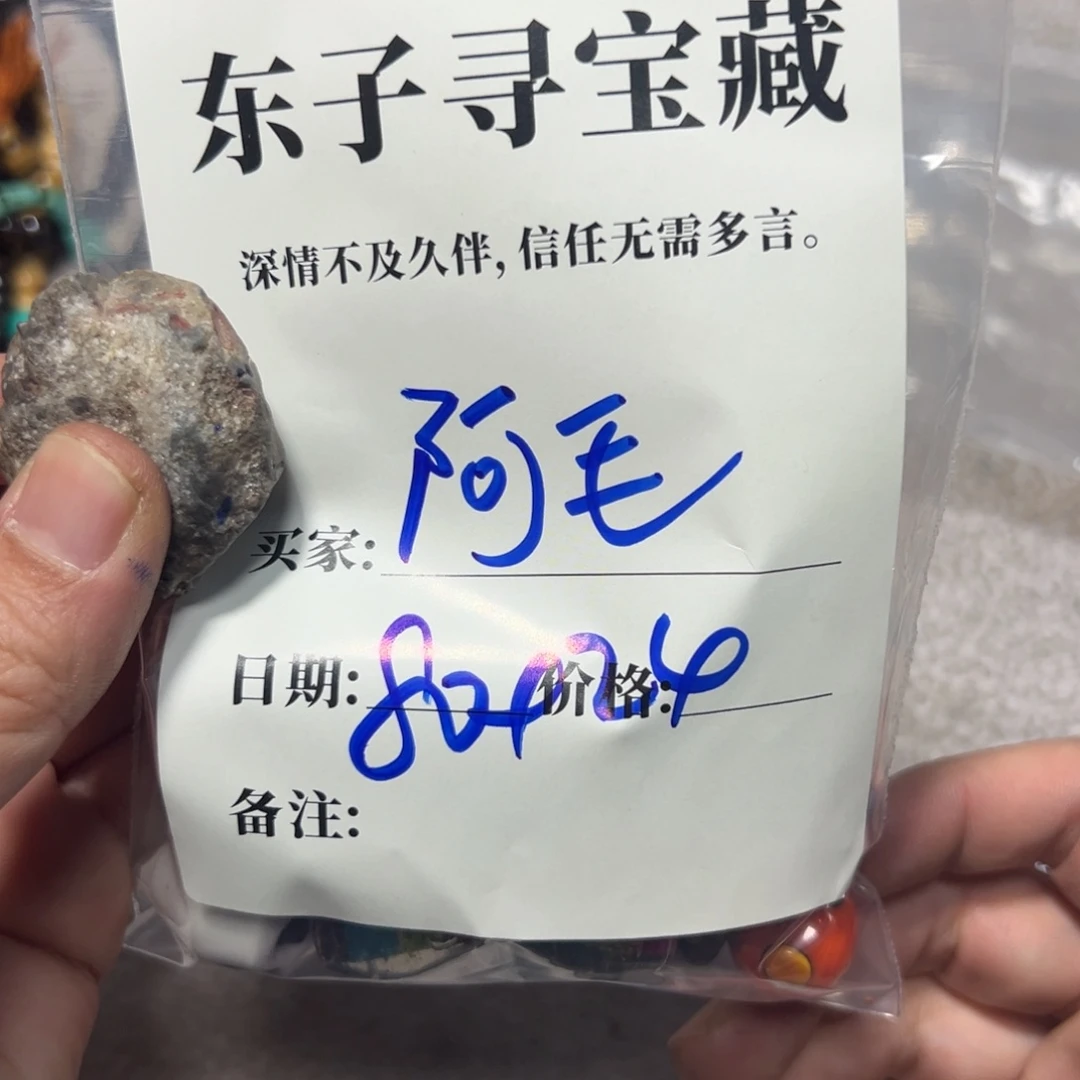 东子寻宝藏
深情不及久伴,信任无需多言。
买家: 阿毛
日期: 价格:
备注: